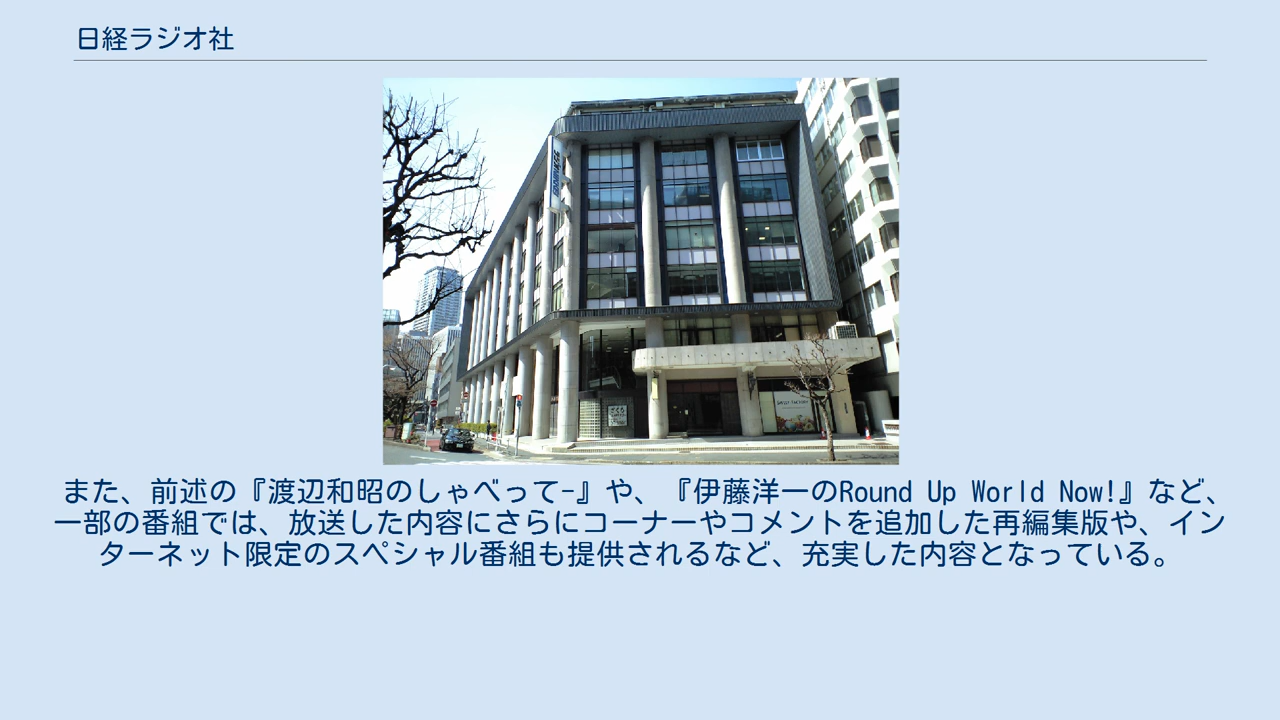 日経ラジオ社
ざくろ
SWEET FACTORY
また、前述の『渡辺和昭のしゃべって−』や、『伊藤洋一のRound Up World Now!』など、
一部の番組では、放送した内容にさらにコーナーやコメントを追加した再編集版や、イン
ターネット限定のスペシャル番組も提供されるなど、充実した内容となっている。